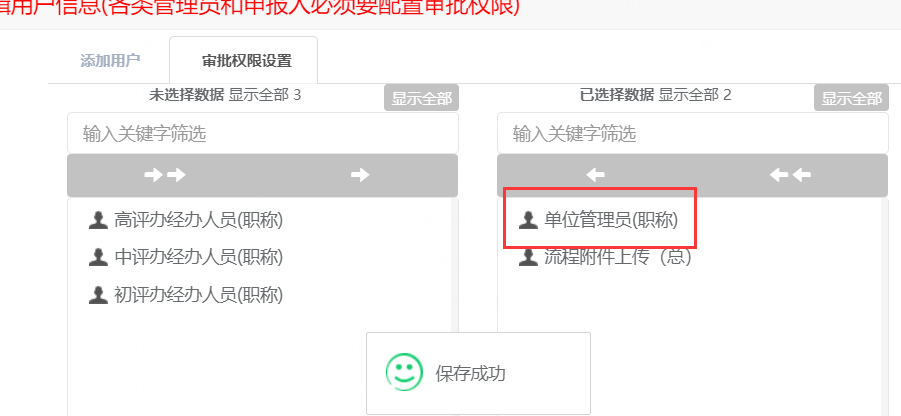 辑用户信息(各类管理员和申报人必须要配置审批权限)
添加用户 审批权限设置
未选择数据 显示全部 3 显示全部 已选择数据 显示全部 2 显示全部
输入关键字筛选 输入关键字筛选
高评办经办人员(职称) 单位管理员(职称)
中评办经办人员(职称) 流程附件上传（总）
初评办经办人员(职称)
保存成功